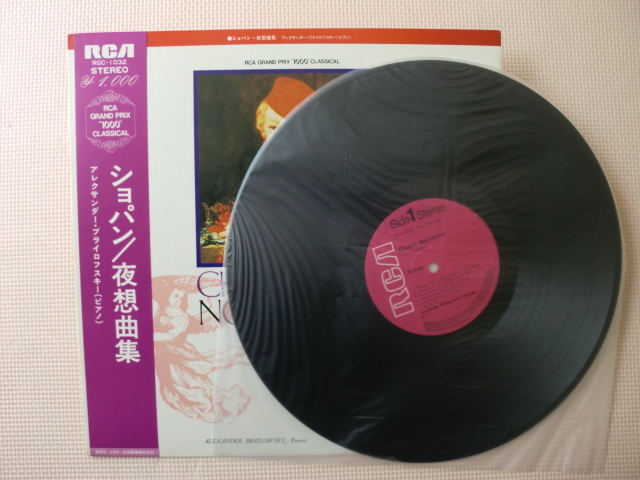 RCA
RGC-1032
STEREO
¥1,000
RCA
GRAND PRIX
"1000"
CLASSICAL
ショパン/夜想曲集
アレクサンダー・ブライロフスキー(ピアノ)
ショパン・夜想曲集 アレクサンダー・ブライロフスキー(ピアノ)
RCA GRAND PRIX "1000" CLASSICAL
C
NO
ALEXANDER BRAILOWSKY, Pianist
Side 1 Stereo
RCA